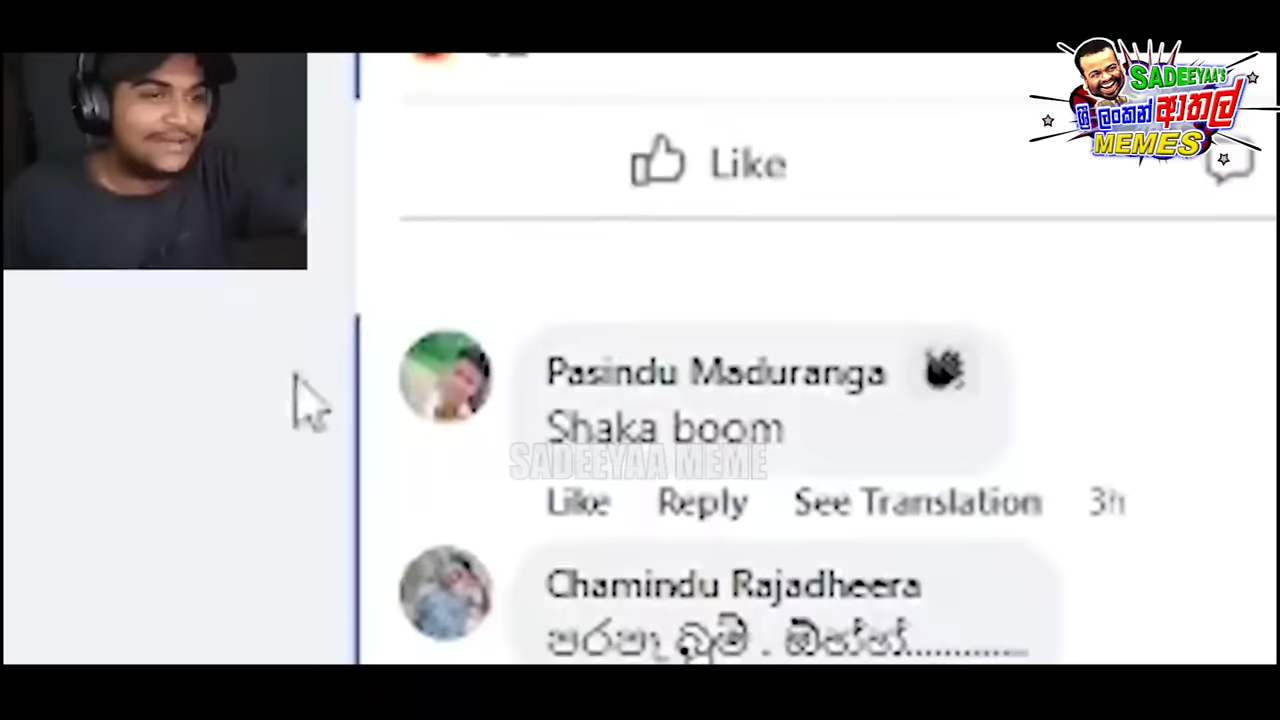 SADEEYAA'S
ශ්‍රී ලංකන් ආතල්
MEMES
Like
Pasindu Maduranga
Shaka boom
SADEEYAA MEME
Like Reply See Translation 3h
Chamindu Rajadheera
බූම් .